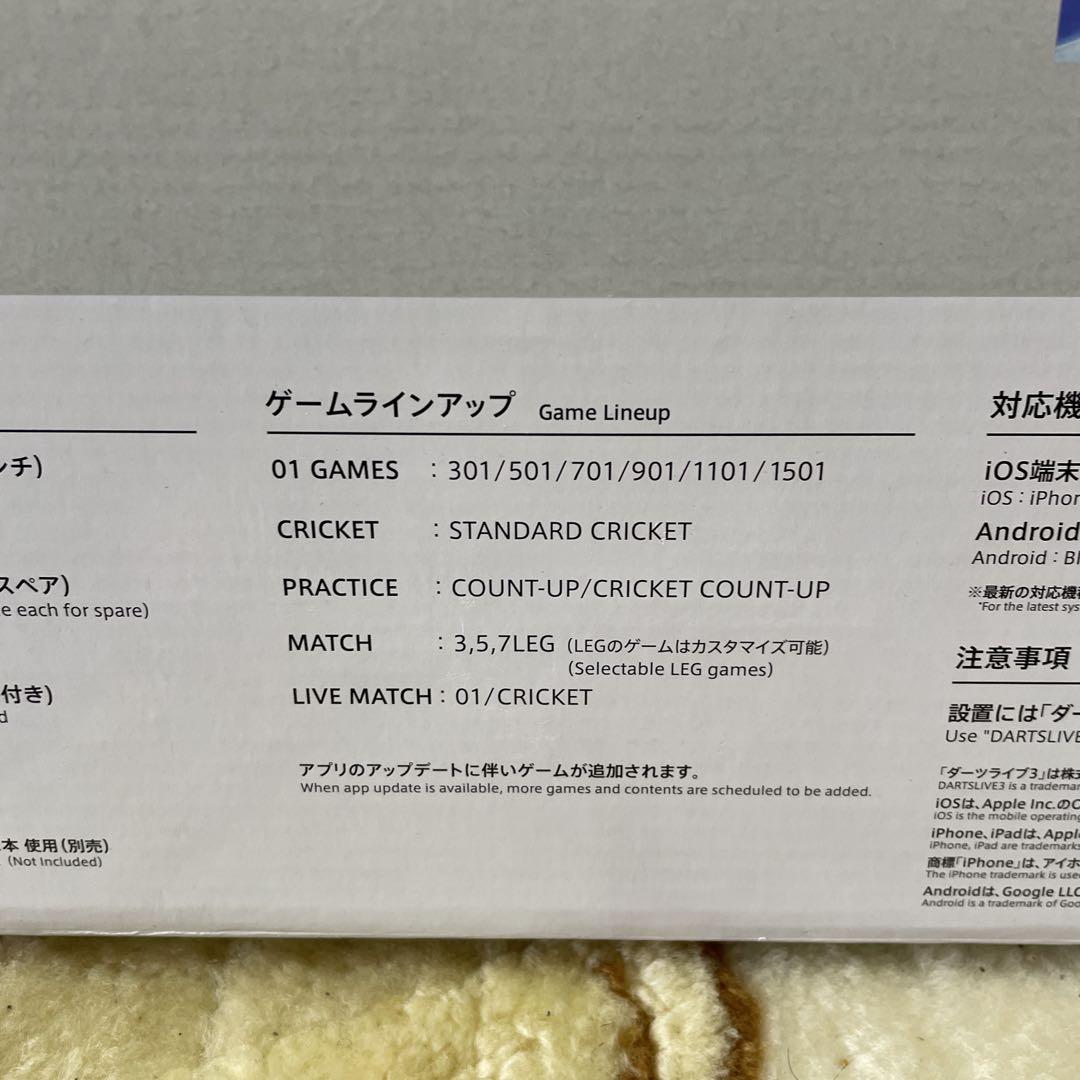 ンチ)
スペア)
e each for spare)
付き)
本 使用(別売)
(Not Included)
ゲームラインアップ Game Lineup
01 GAMES : 301/501/701/901/1101/1501
CRICKET : STANDARD CRICKET
PRACTICE : COUNT-UP/CRICKET COUNT-UP
MATCH : 3,5,7LEG (LEGのゲームはカスタマイズ可能)
(Selectable LEG games)
LIVE MATCH : 01/CRICKET
アプリのアップデートに伴いゲームが追加されます。
When app update is available, more games and contents are scheduled to be added.
対応機
iOS端末
iOS : iPhon
Android
Android : Bl
※最新の対応機
*For the latest sys
注意事項
設置には「ダー
Use "DARTSLIVE
「ダーツライブ3」は株式
DARTSLIVE3 is a trademar
iOSは、Apple Inc.のO
iOS is the mobile operating
iPhone、iPadは、Appl
iPhone, iPad are trademarks
商標「iPhone」は、アイホ
The iPhone trademark is use
Androidは、Google LLC
Android is a trademark of Goo